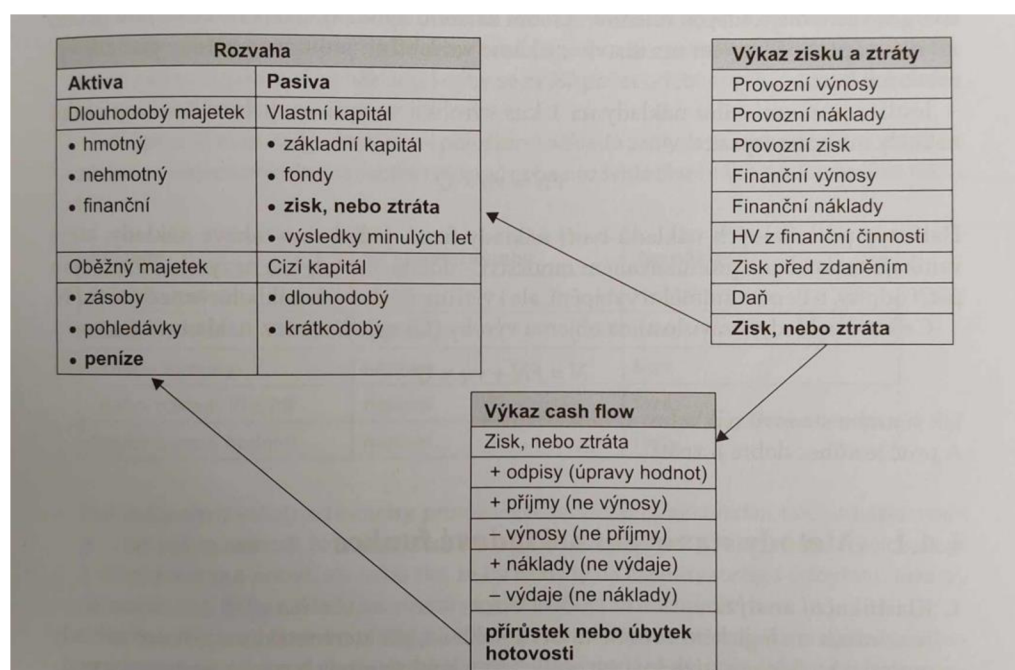 Rozvaha
Aktiva Pasiva
Dlouhodobý majetek Vlastní kapitál
• hmotný • základní kapitál
• nehmotný • fondy
• finanční • zisk, nebo ztráta
• výsledky minulých let
Oběžný majetek Cizí kapitál
• zásoby • dlouhodobý
• pohledávky • krátkodobý
• peníze
Výkaz zisku a ztráty
Provozní výnosy
Provozní náklady
Provozní zisk
Finanční výnosy
Finanční náklady
HV z finanční činnosti
Zisk před zdaněním
Daň
Zisk, nebo ztráta
Výkaz cash flow
Zisk, nebo ztráta
+ odpisy (úpravy hodnot)
+ příjmy (ne výnosy)
– výnosy (ne příjmy)
+ náklady (ne výdaje)
– výdaje (ne náklady)
přírůstek nebo úbytek
hotovosti